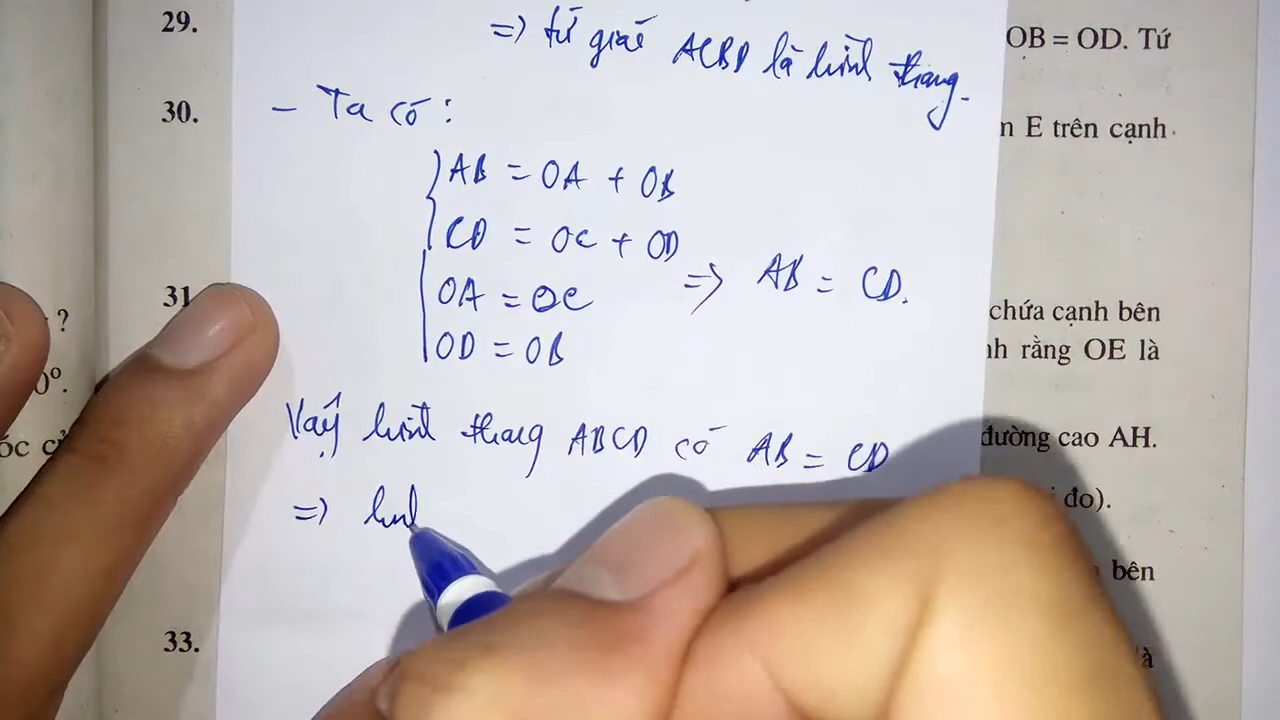 29.
=> tứ giác ACBD là hình thang.
OB = OD. Tứ
30.
- Ta có:
E trên cạnh
AB = OA + OB
CD = OC + OD
=> AB = CD.
OA = OC
OD = OB
31
chứa cạnh bên
nh rằng OE là
?
0°.
óc
Vậy hình thang ABCD có AB = CD
đường cao AH.
=> hình
đo).
bên
33.
à